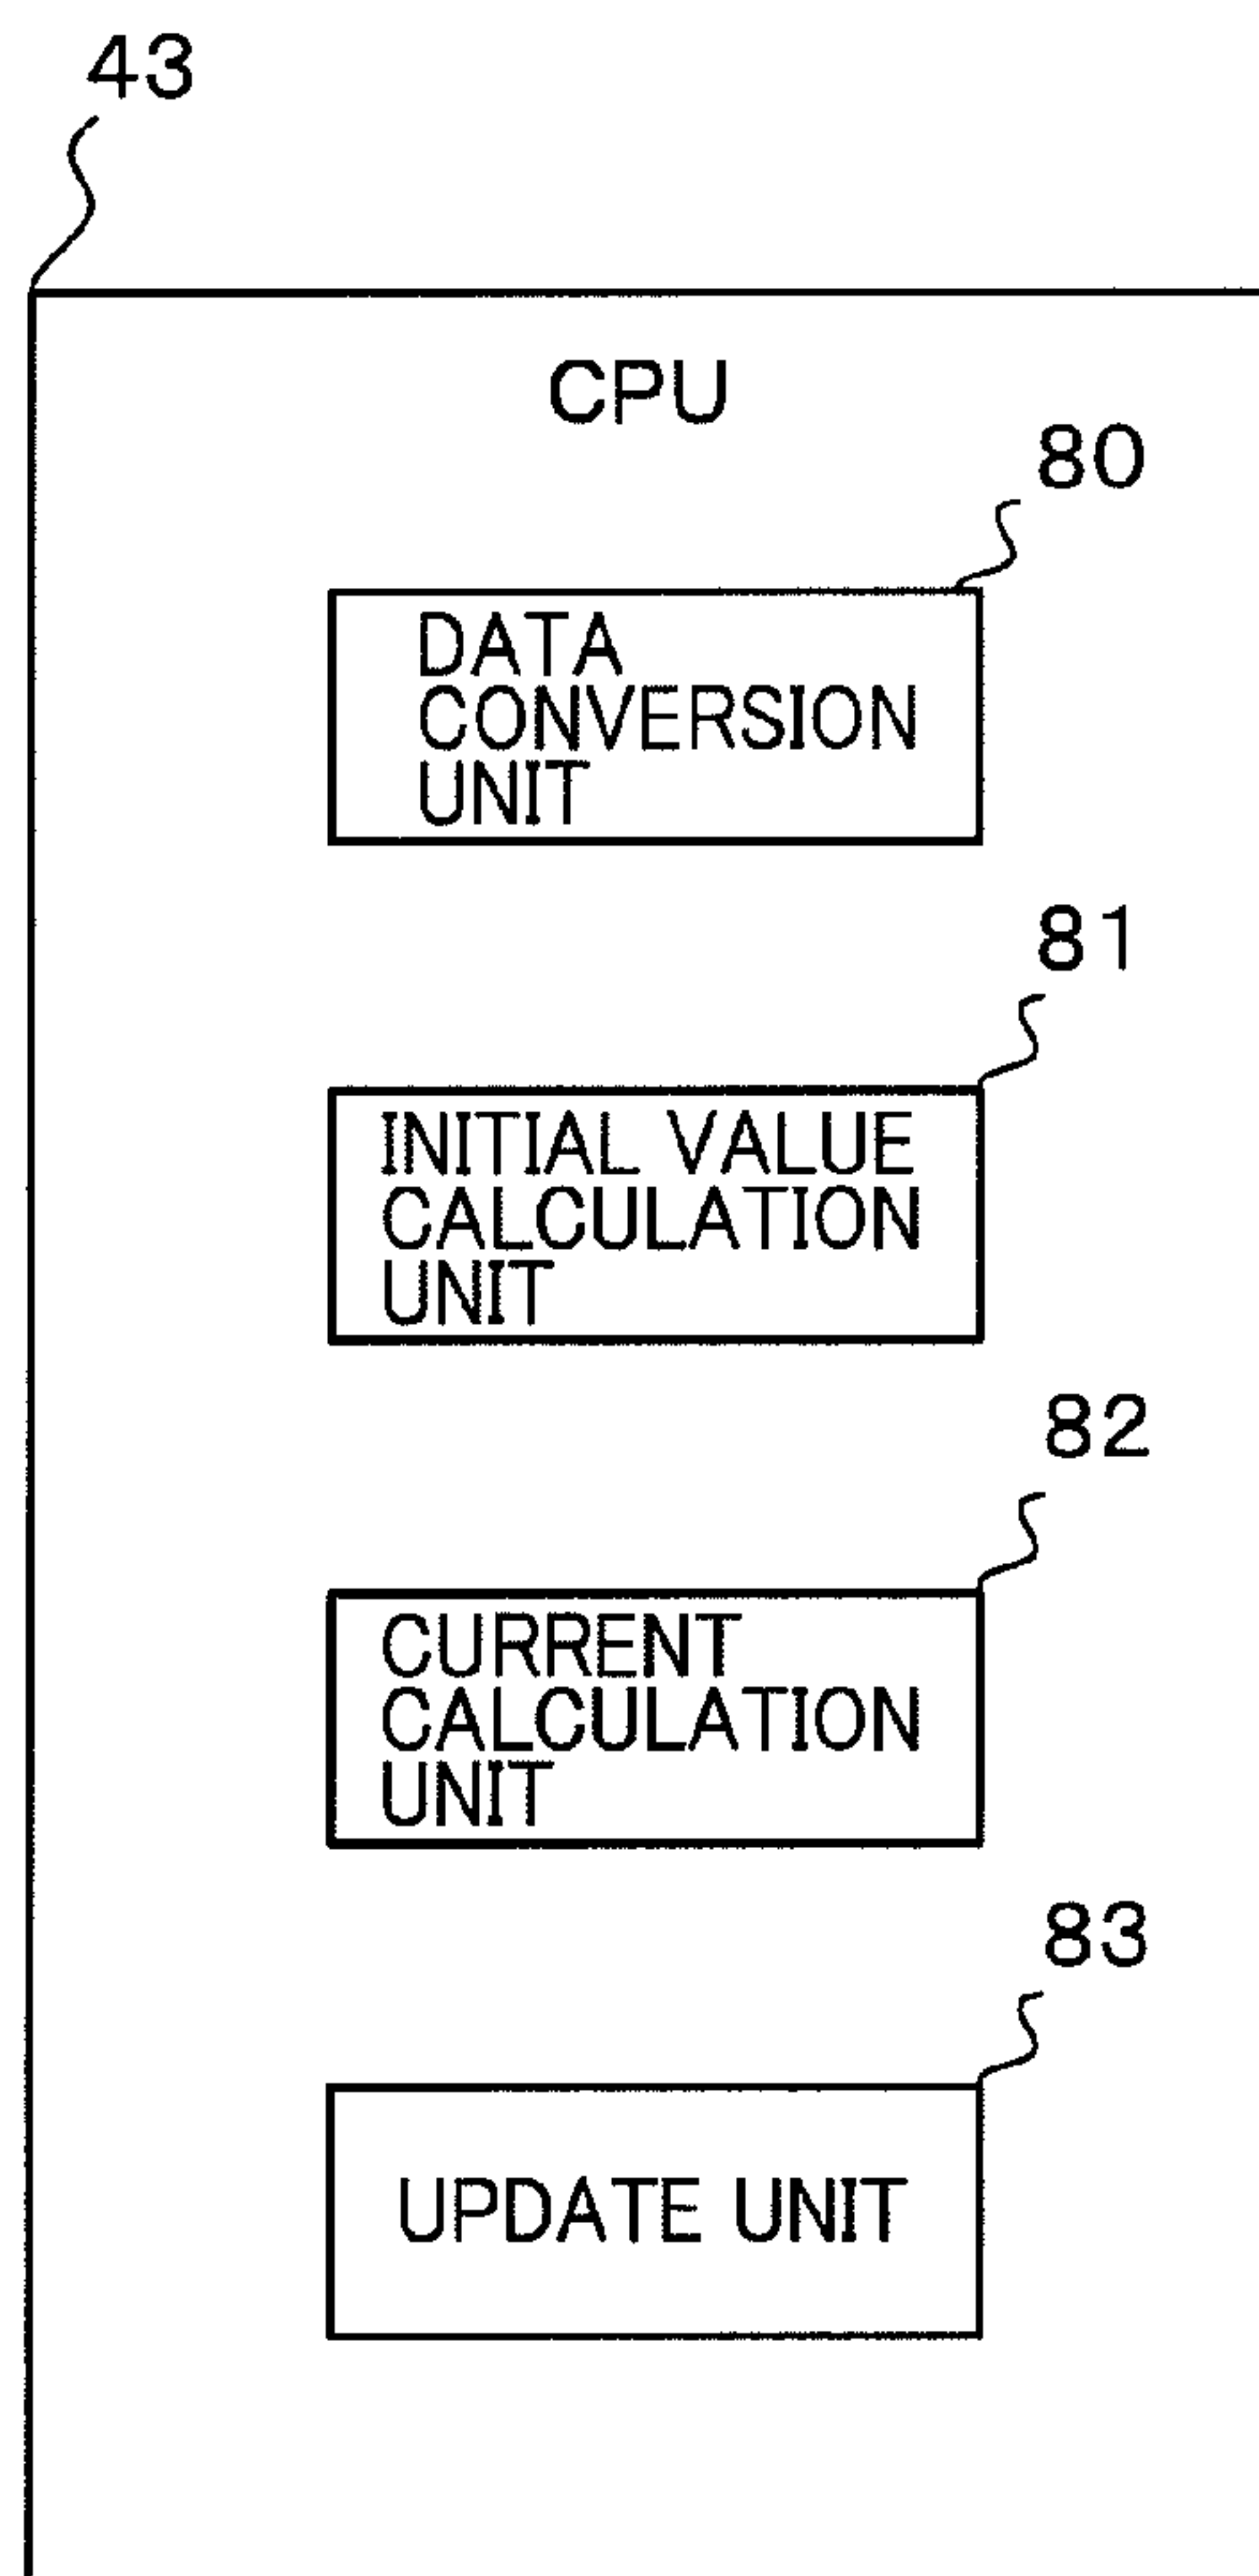 43
CPU
80
DATA
CONVERSION
UNIT
81
INITIAL VALUE
CALCULATION
UNIT
82
CURRENT
CALCULATION
UNIT
83
UPDATE UNIT